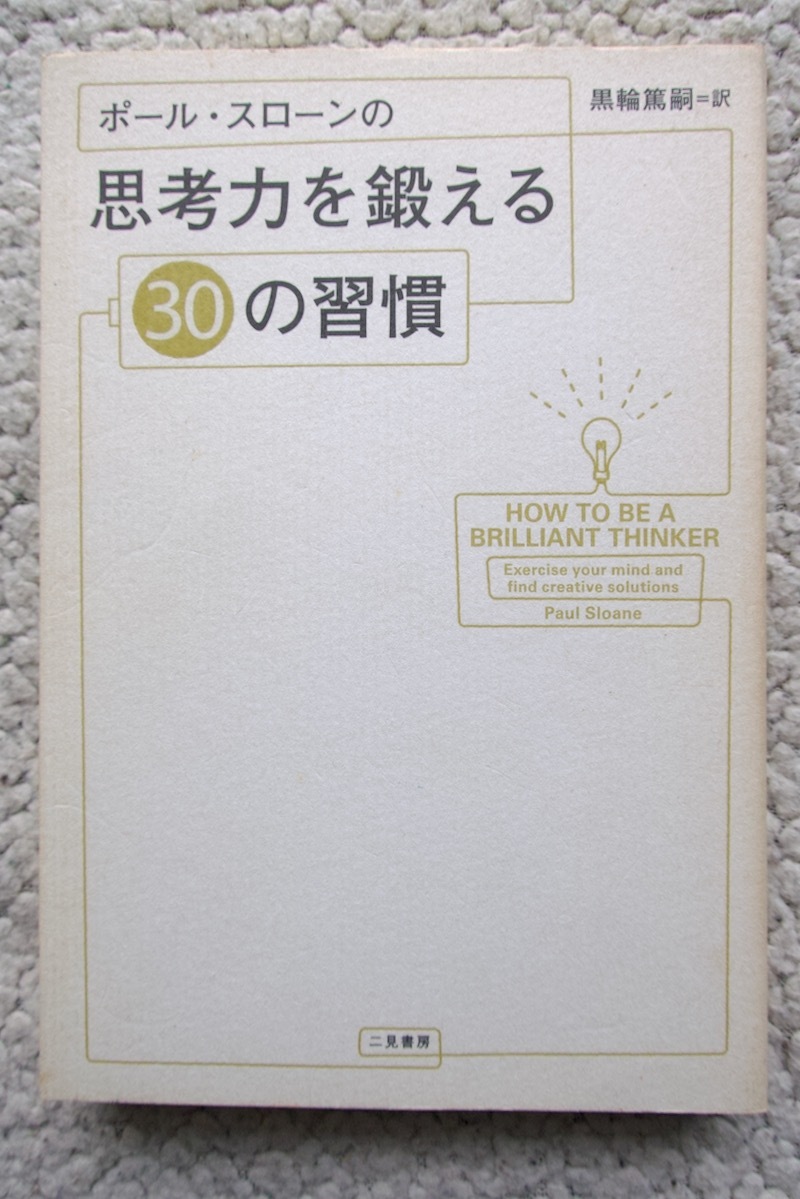 ポール・スローンの
黒輪篤嗣=訳
思考力を鍛える
30の習慣
HOW TO BE A
BRILLIANT THINKER
Exercise your mind and
find creative solutions
Paul Sloane
二見書房